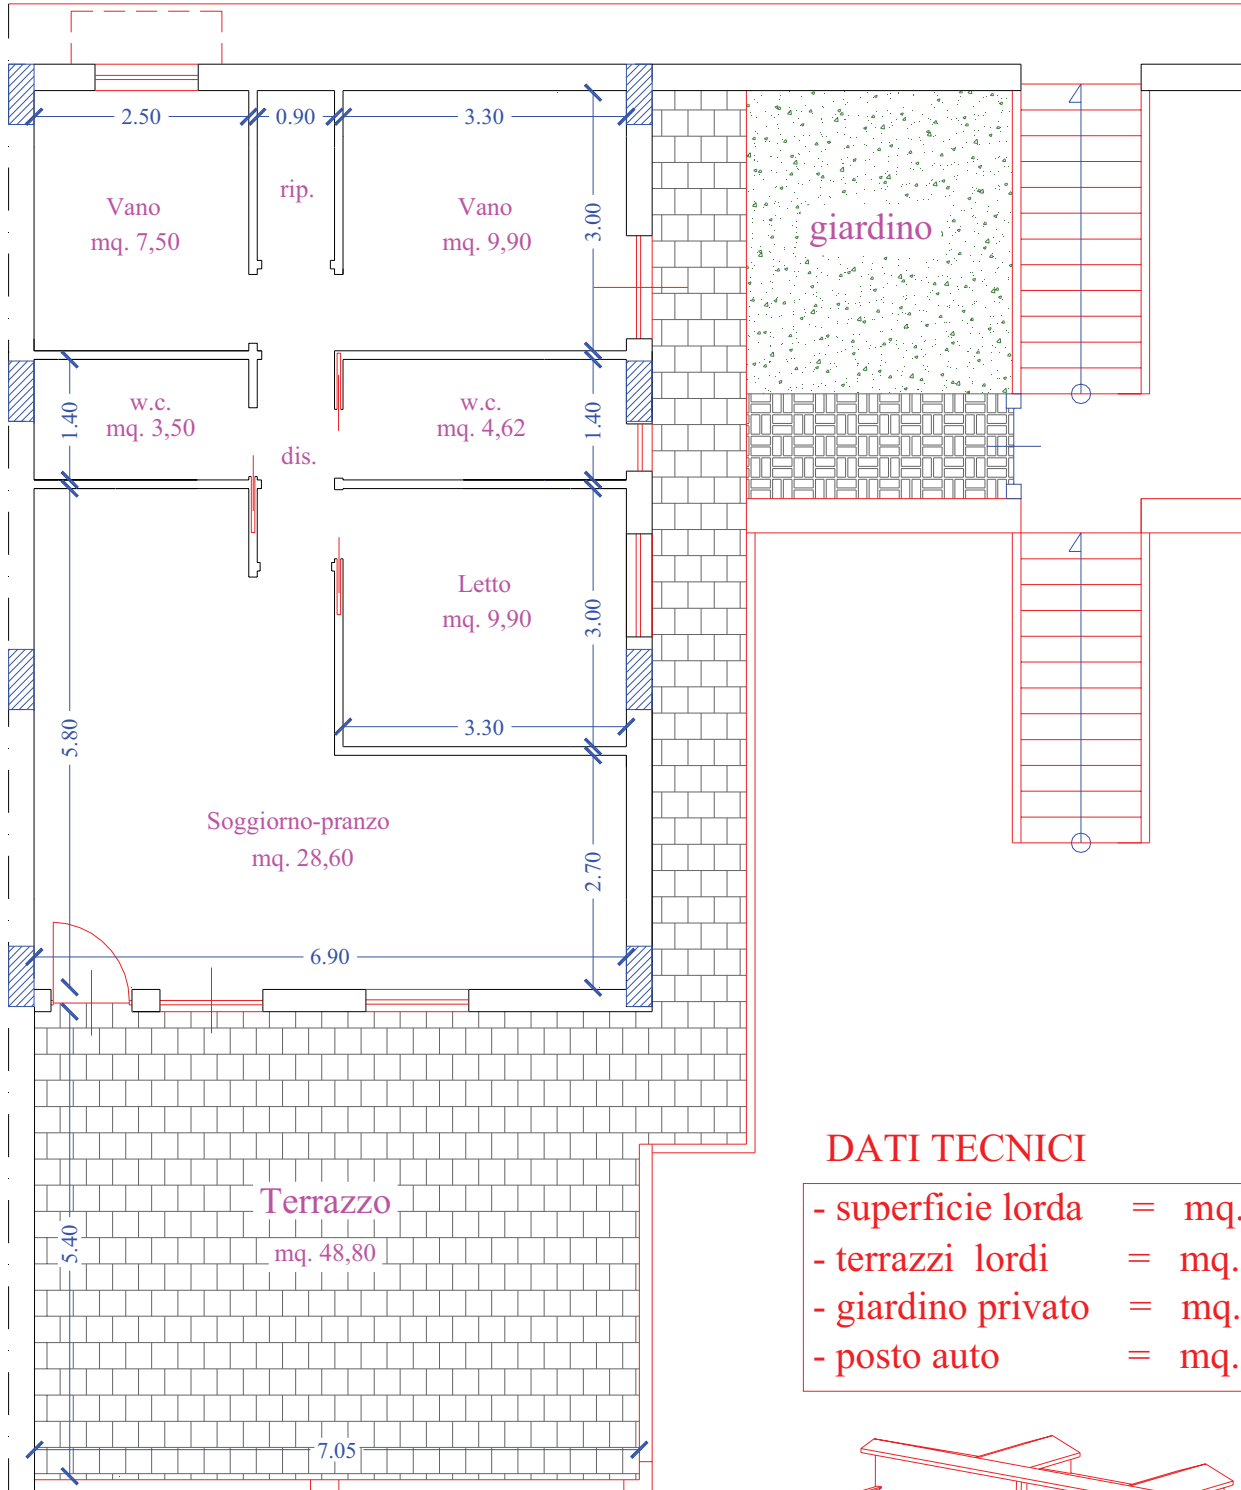 2.50
0.90
3.30
rip.
Vano
mq. 7,50
Vano
mq. 9,90
3.00
giardino
1.40
w.c.
mq. 3,50
w.c.
mq. 4,62
1.40
dis.
Letto
mq. 9,90
3.00
3.30
5.80
Soggiorno-pranzo
mq. 28,60
2.70
6.90
DATI TECNICI
- superficie lorda = mq.
- terrazzi lordi = mq.
- giardino privato = mq.
- posto auto = mq.
Terrazzo
mq. 48,80
5.40
7.05